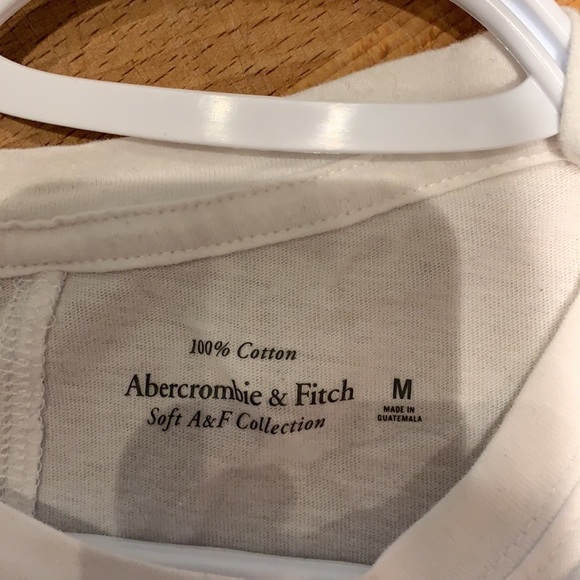 100% Cotton
Abercrombie & Fitch
Soft A&F Collection
M
MADE IN
GUATEMALA